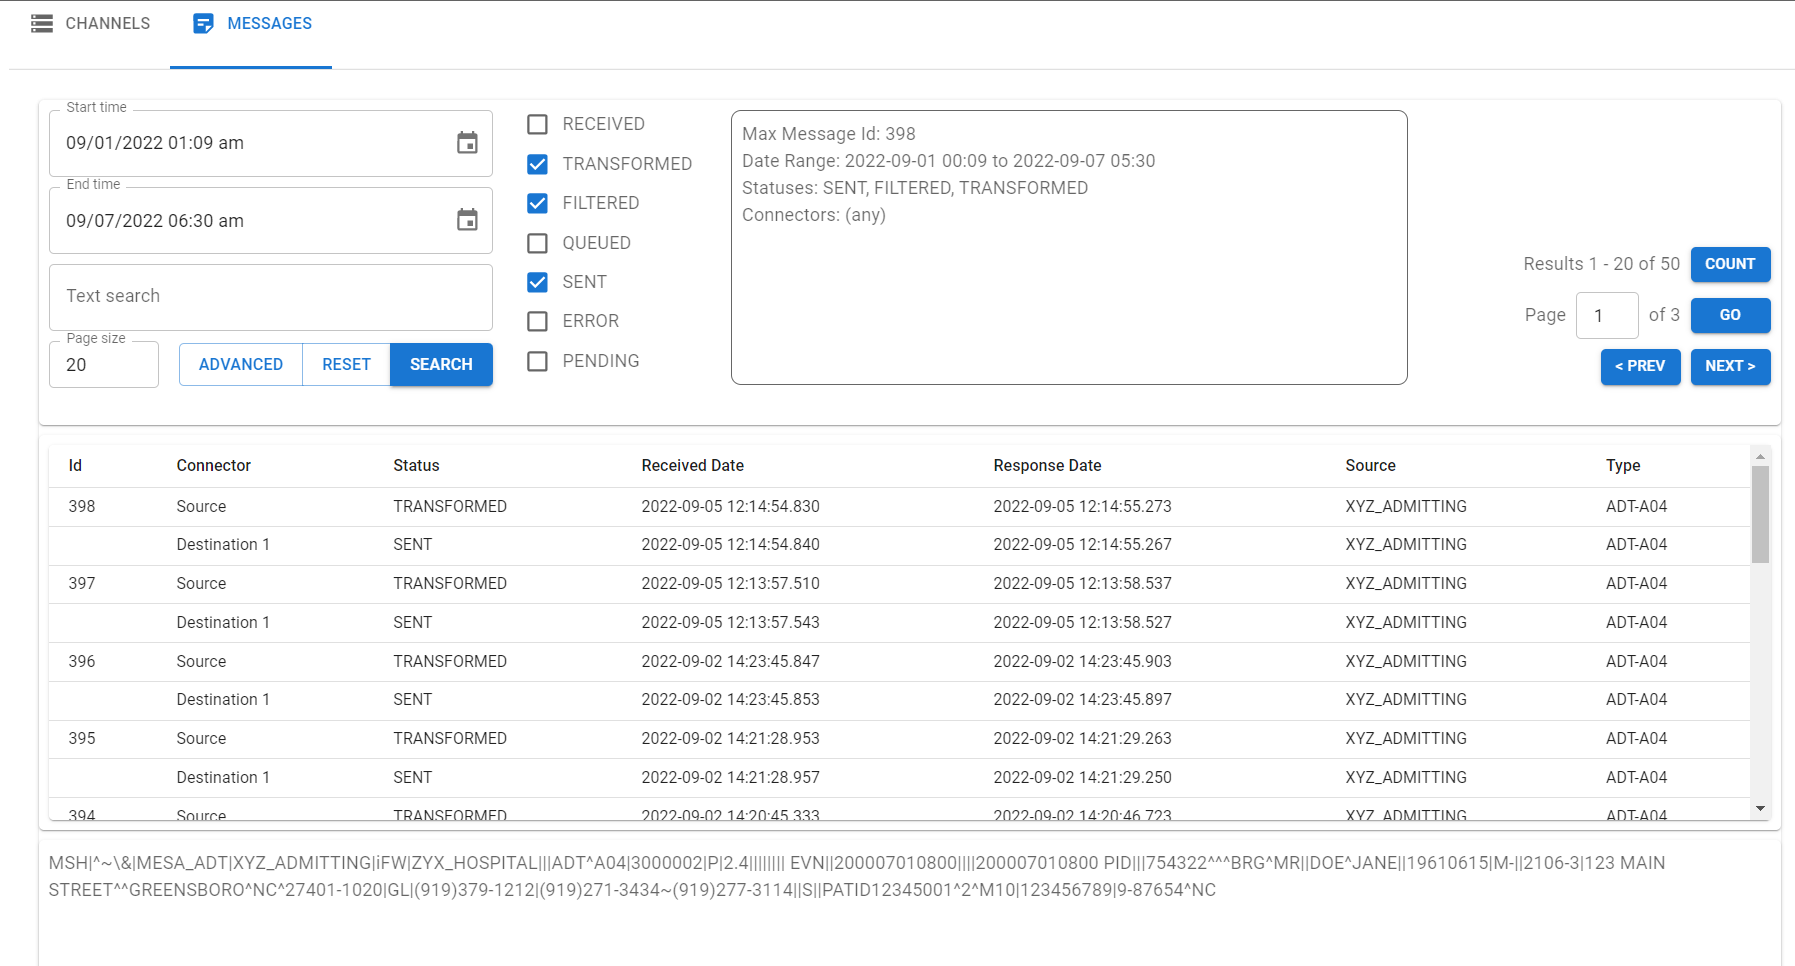 CHANNELS MESSAGES
Start time
09/01/2022 01:09 am
End time
09/07/2022 06:30 am
Text search
Page size
20
ADVANCED RESET SEARCH
RECEIVED
TRANSFORMED
FILTERED
QUEUED
SENT
ERROR
PENDING
Max Message Id: 398
Date Range: 2022-09-01 00:09 to 2022-09-07 05:30
Statuses: SENT, FILTERED, TRANSFORMED
Connectors: (any)
Results 1 - 20 of 50 COUNT
Page 1 of 3 GO
< PREV NEXT >
Id Connector Status Received Date Response Date Source Type
398 Source TRANSFORMED 2022-09-05 12:14:54.830 2022-09-05 12:14:55.273 XYZ_ADMITTING ADT-A04
Destination 1 SENT 2022-09-05 12:14:54.840 2022-09-05 12:14:55.267 XYZ_ADMITTING ADT-A04
397 Source TRANSFORMED 2022-09-05 12:13:57.510 2022-09-05 12:13:58.537 XYZ_ADMITTING ADT-A04
Destination 1 SENT 2022-09-05 12:13:57.543 2022-09-05 12:13:58.527 XYZ_ADMITTING ADT-A04
396 Source TRANSFORMED 2022-09-02 14:23:45.847 2022-09-02 14:23:45.903 XYZ_ADMITTING ADT-A04
Destination 1 SENT 2022-09-02 14:23:45.853 2022-09-02 14:23:45.897 XYZ_ADMITTING ADT-A04
395 Source TRANSFORMED 2022-09-02 14:21:28.953 2022-09-02 14:21:29.263 XYZ_ADMITTING ADT-A04
Destination 1 SENT 2022-09-02 14:21:28.957 2022-09-02 14:21:29.250 XYZ_ADMITTING ADT-A04
394 Source TRANSFORMED 2022-09-02 14:20:45.333 2022-09-02 14:20:46.723 XYZ_ADMITTING ADT-A04
MSH|^~\&|MESA_ADT|XYZ_ADMITTING|iFW|ZYX_HOSPITAL|||ADT^A04|3000002|P|2.4|||||||| EVN||200007010800||||200007010800 PID|||754322^^^BRG^MR||DOE^JANE||19610615|M-||2106-3|123 MAIN
STREET^^GREENSBORO^NC^27401-1020|GL|(919)379-1212|(919)271-3434~(919)277-3114||S||PATID12345001^2^M10|123456789|9-87654^NC